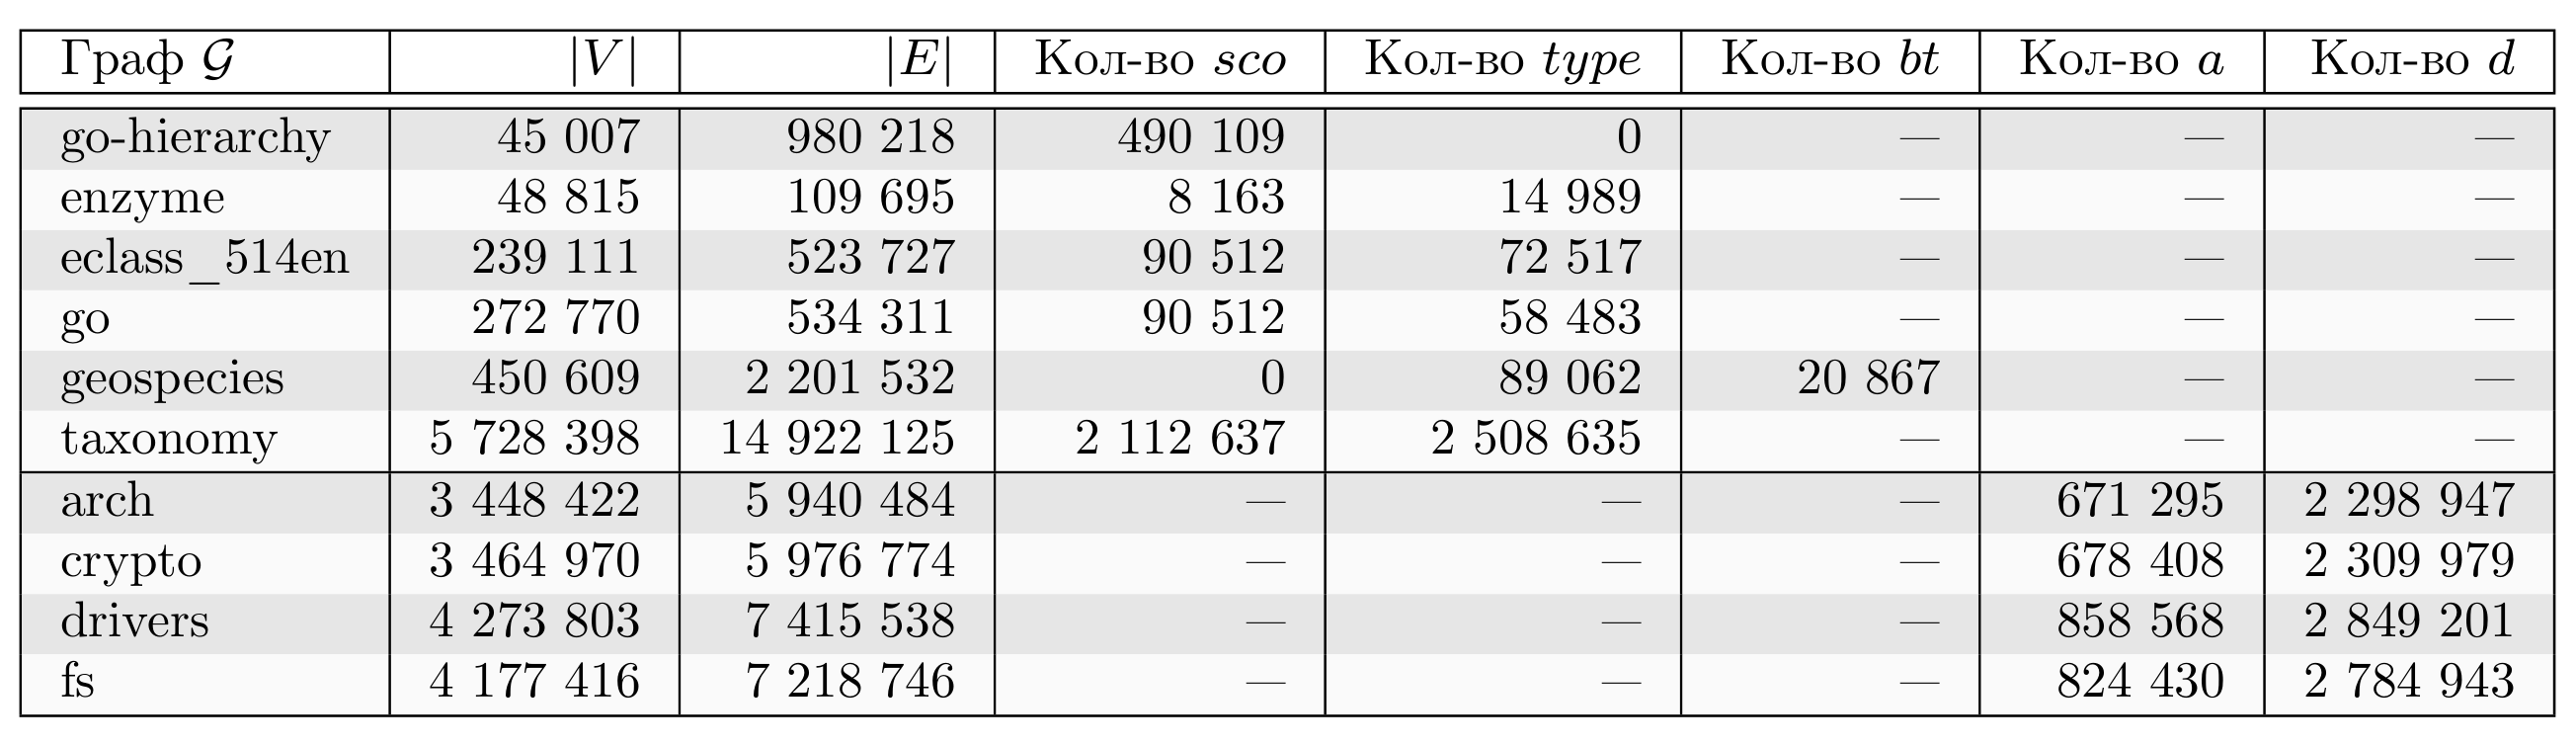 Граф 𝒢 |V| |E| Кол-во sco Кол-во type Кол-во bt Кол-во a Кол-во d
go-hierarchy 45 007 980 218 490 109 0 — — —
enzyme 48 815 109 695 8 163 14 989 — — —
eclass_514en 239 111 523 727 90 512 72 517 — — —
go 272 770 534 311 90 512 58 483 — — —
geospecies 450 609 2 201 532 0 89 062 20 867 — —
taxonomy 5 728 398 14 922 125 2 112 637 2 508 635 — — —
arch 3 448 422 5 940 484 — — — 671 295 2 298 947
crypto 3 464 970 5 976 774 — — — 678 408 2 309 979
drivers 4 273 803 7 415 538 — — — 858 568 2 849 201
fs 4 177 416 7 218 746 — — — 824 430 2 784 943